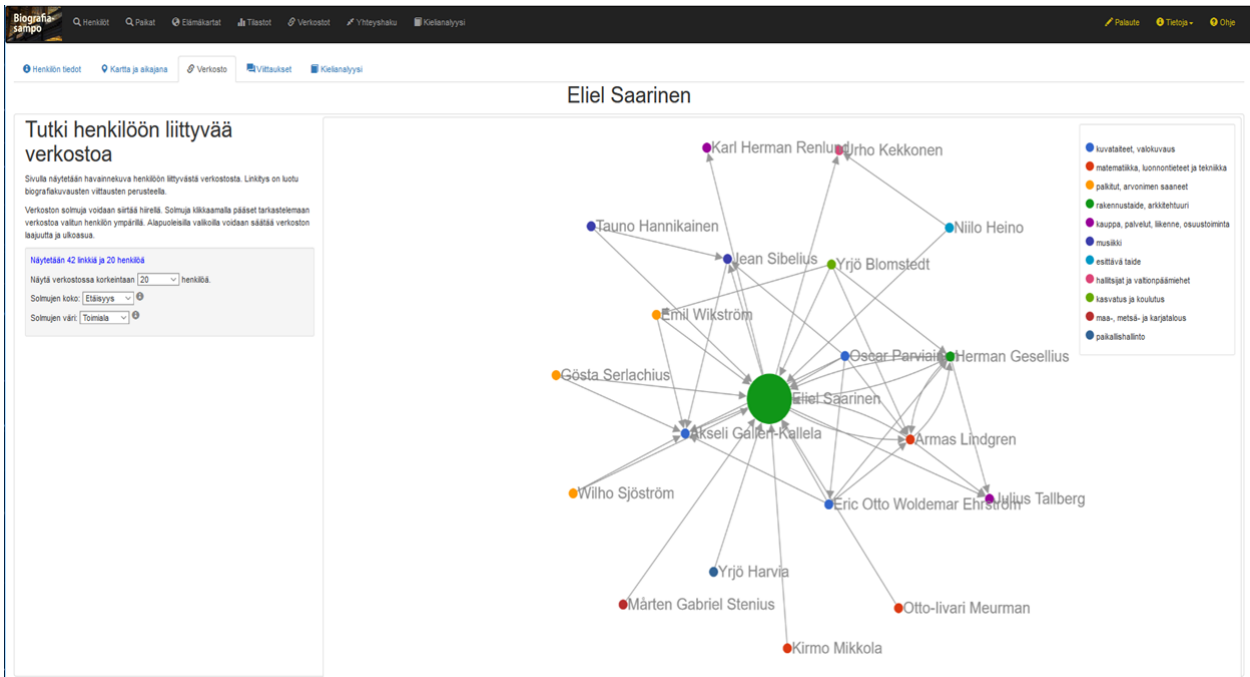 Biografia-
sampo
Henkilöt
Paikat
Elämäkartat
Tilastot
Verkostot
Yhteyshaku
Kielianalyysi
Palaute
Tietoja
Ohje
Henkilön tiedot
Kartta ja aikajana
Verkosto
Viittaukset
Kielianalyysi
Eliel Saarinen
Tutki henkilöön liittyvää
verkostoa
Sivulla näytetään havainnekuva henkilöön liittyvästä verkostosta. Linkitys on luotu
biografiakuvausten viittausten perusteella.
Verkoston solmuja voidaan siirtää hiirellä. Solmuja klikkaamalla pääset tarkastelemaan
verkostoa valitun henkilön ympärillä. Alapuoleisilla valikoilla voidaan säätää verkoston
laajuutta ja ulkoasua.
Näytetään 42 linkkiä ja 20 henkilöä
Näytä verkostossa korkeintaan 20 henkilöä.
Solmujen koko: Etäisyys
Solmujen väri: Toimiala
Karl Herman Renlund
Urho Kekkonen
Tauno Hannikainen
Niilo Heino
Jean Sibelius
Yrjö Blomstedt
Emil Wikström
Oscar Parviainen
Herman Gesellius
Gösta Serlachius
Eliel Saarinen
Akseli Gallen-Kallela
Armas Lindgren
Wilho Sjöström
Eric Otto Woldemar Ehrström
Julius Tallberg
Yrjö Harvia
Mårten Gabriel Stenius
Otto-Iivari Meurman
Kirmo Mikkola
kuvataiteet, valokuvaus
matematiikka, luonnontieteet ja tekniikka
palkitut, arvonimen saaneet
rakennustaide, arkkitehtuuri
kauppa, palvelut, liikenne, osuustoiminta
musiikki
esittävä taide
hallitsijat ja valtionpäämiehet
kasvatus ja koulutus
maa-, metsä- ja karjatalous
paikallishallinto